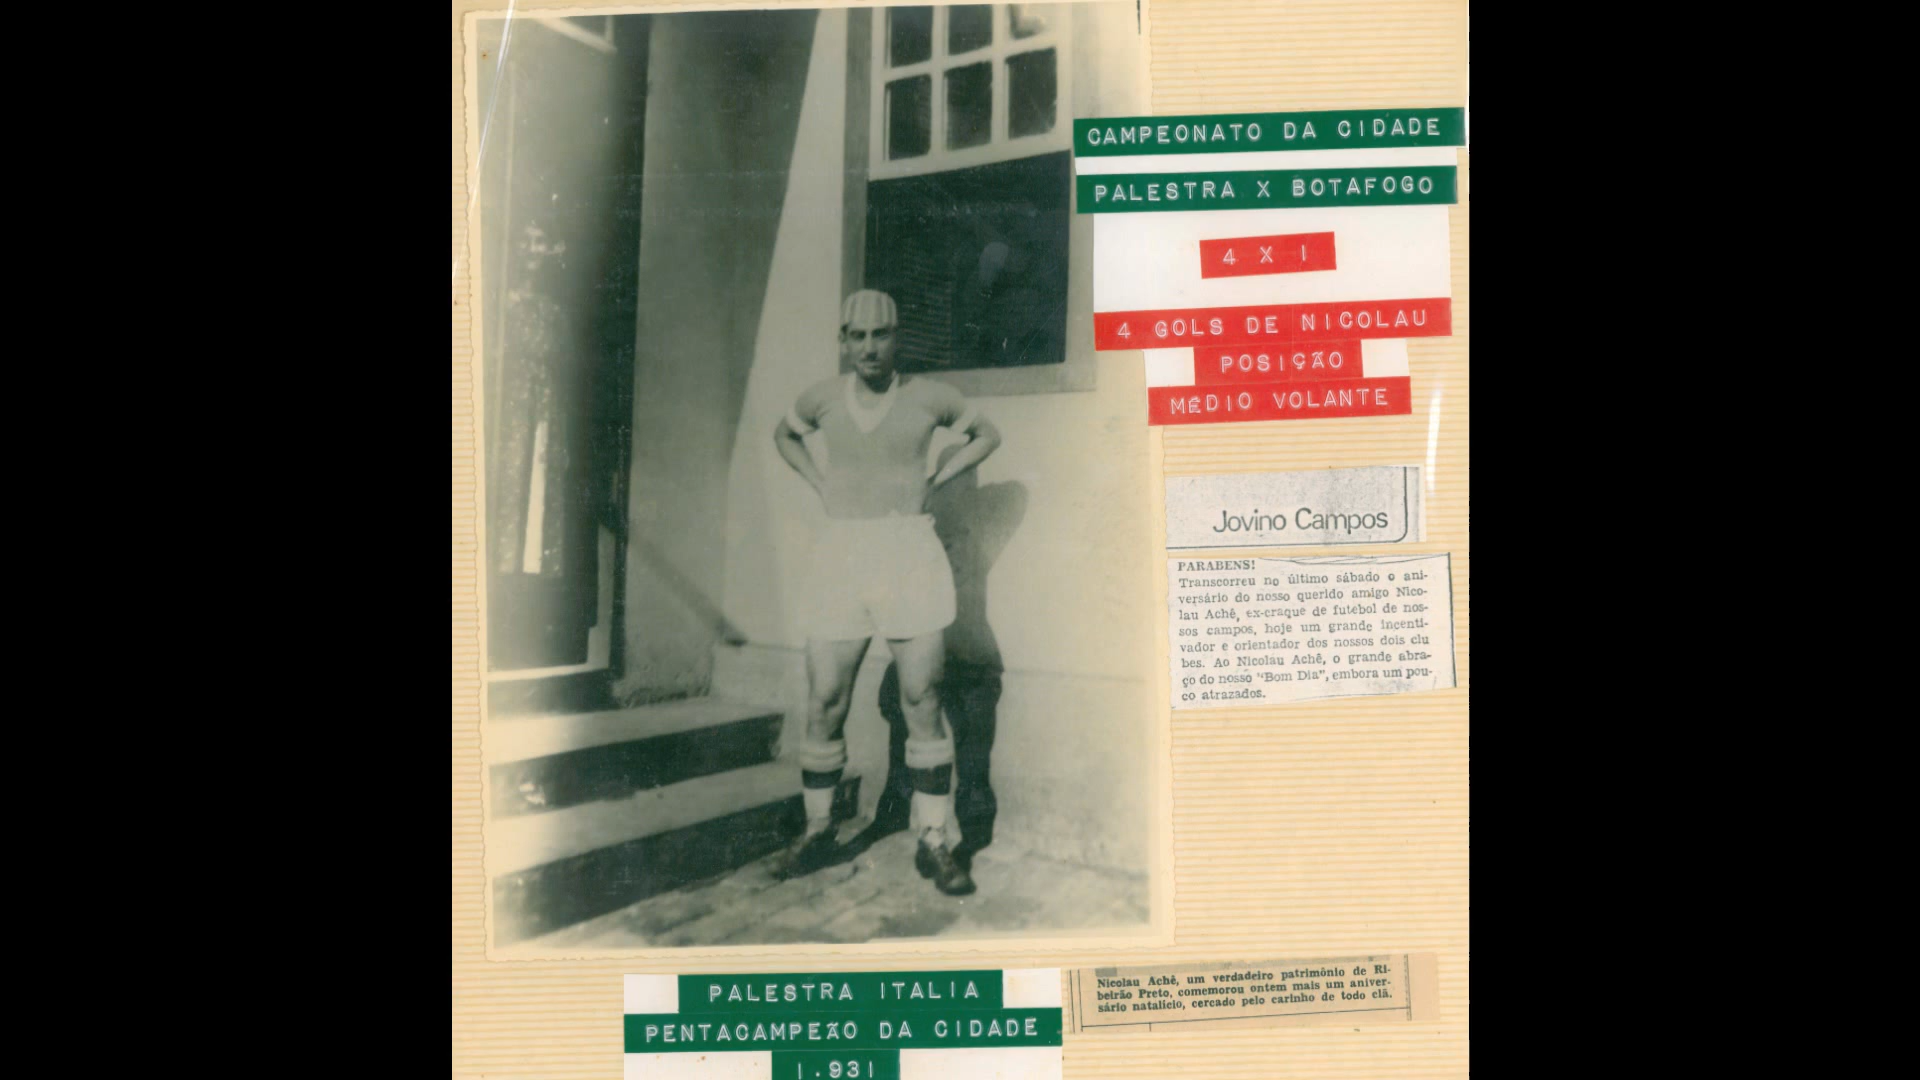 CAMPEONATO DA CIDADE
PALESTRA X BOTAFOGO
4 X 1
4 GOLS DE NICOLAU
POSIÇÃO
MÉDIO VOLANTE
Jovino Campos
PARABENS!
Transcorreu no último sábado o ani-
versário do nosso querido amigo Nico-
lau Achê, ex-craque de futebol de nos-
sos campos, hoje um grande incenti-
vador e orientador dos nossos dois clu
bes. Ao Nicolau Achê, o grande abra-
ço do nosso "Bom Dia", embora um pou-
co atrazados.
PALESTRA ITALIA
PENTACAMPEÃO DA CIDADE
1.931
Nicolau Achê, um verdadeiro patrimônio de Ri-
beirão Preto, comemorou ontem mais um aniver-
sário natalício, cercado pelo carinho de todo clã.